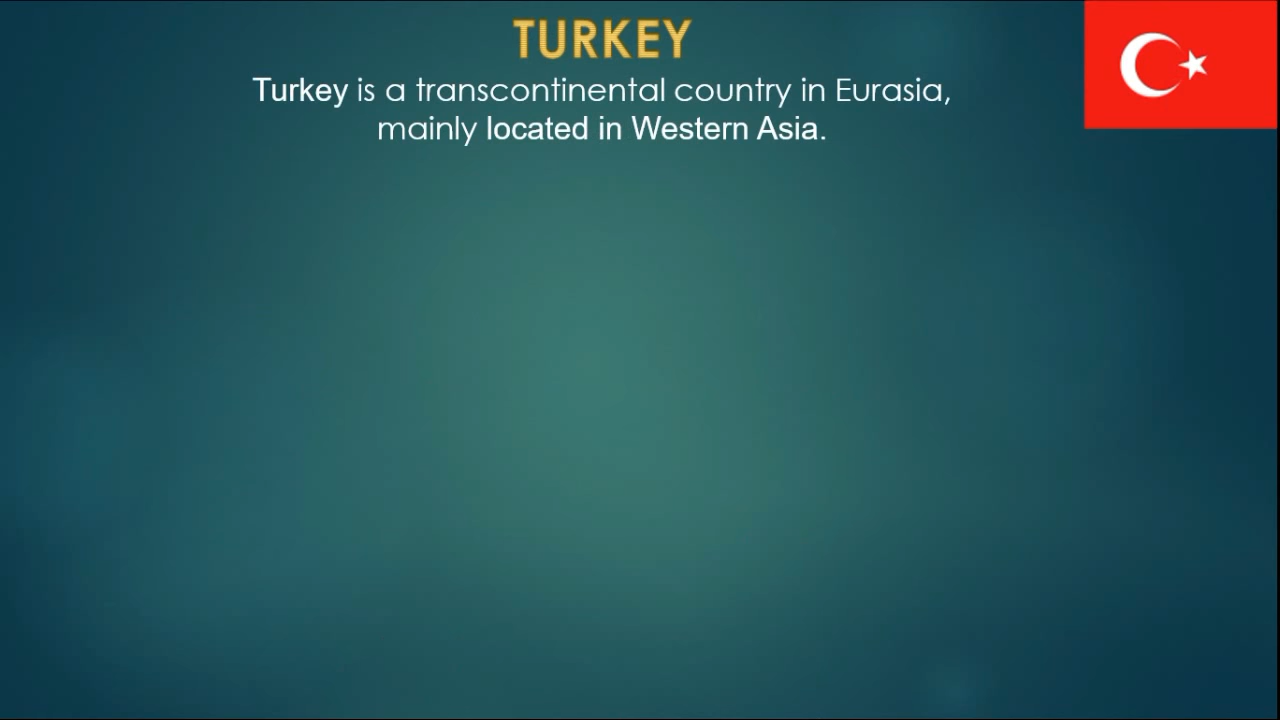 TURKEY
Turkey is a transcontinental country in Eurasia,
mainly located in Western Asia.